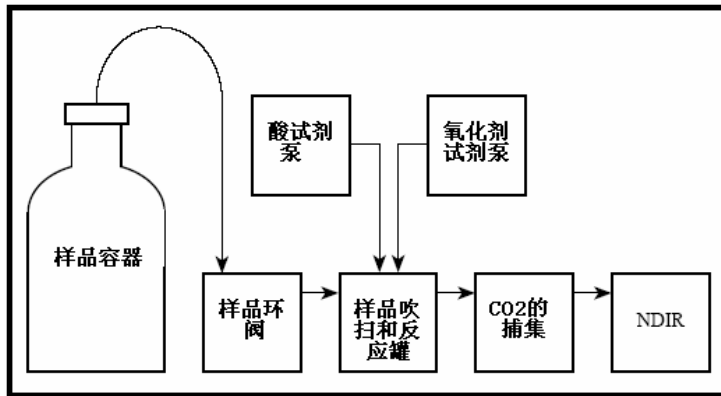 酸试剂
泵
氧化剂
试剂泵
样品容器
样品环
阀
样品吹
扫和反
应罐
CO2的
捕集
NDIR